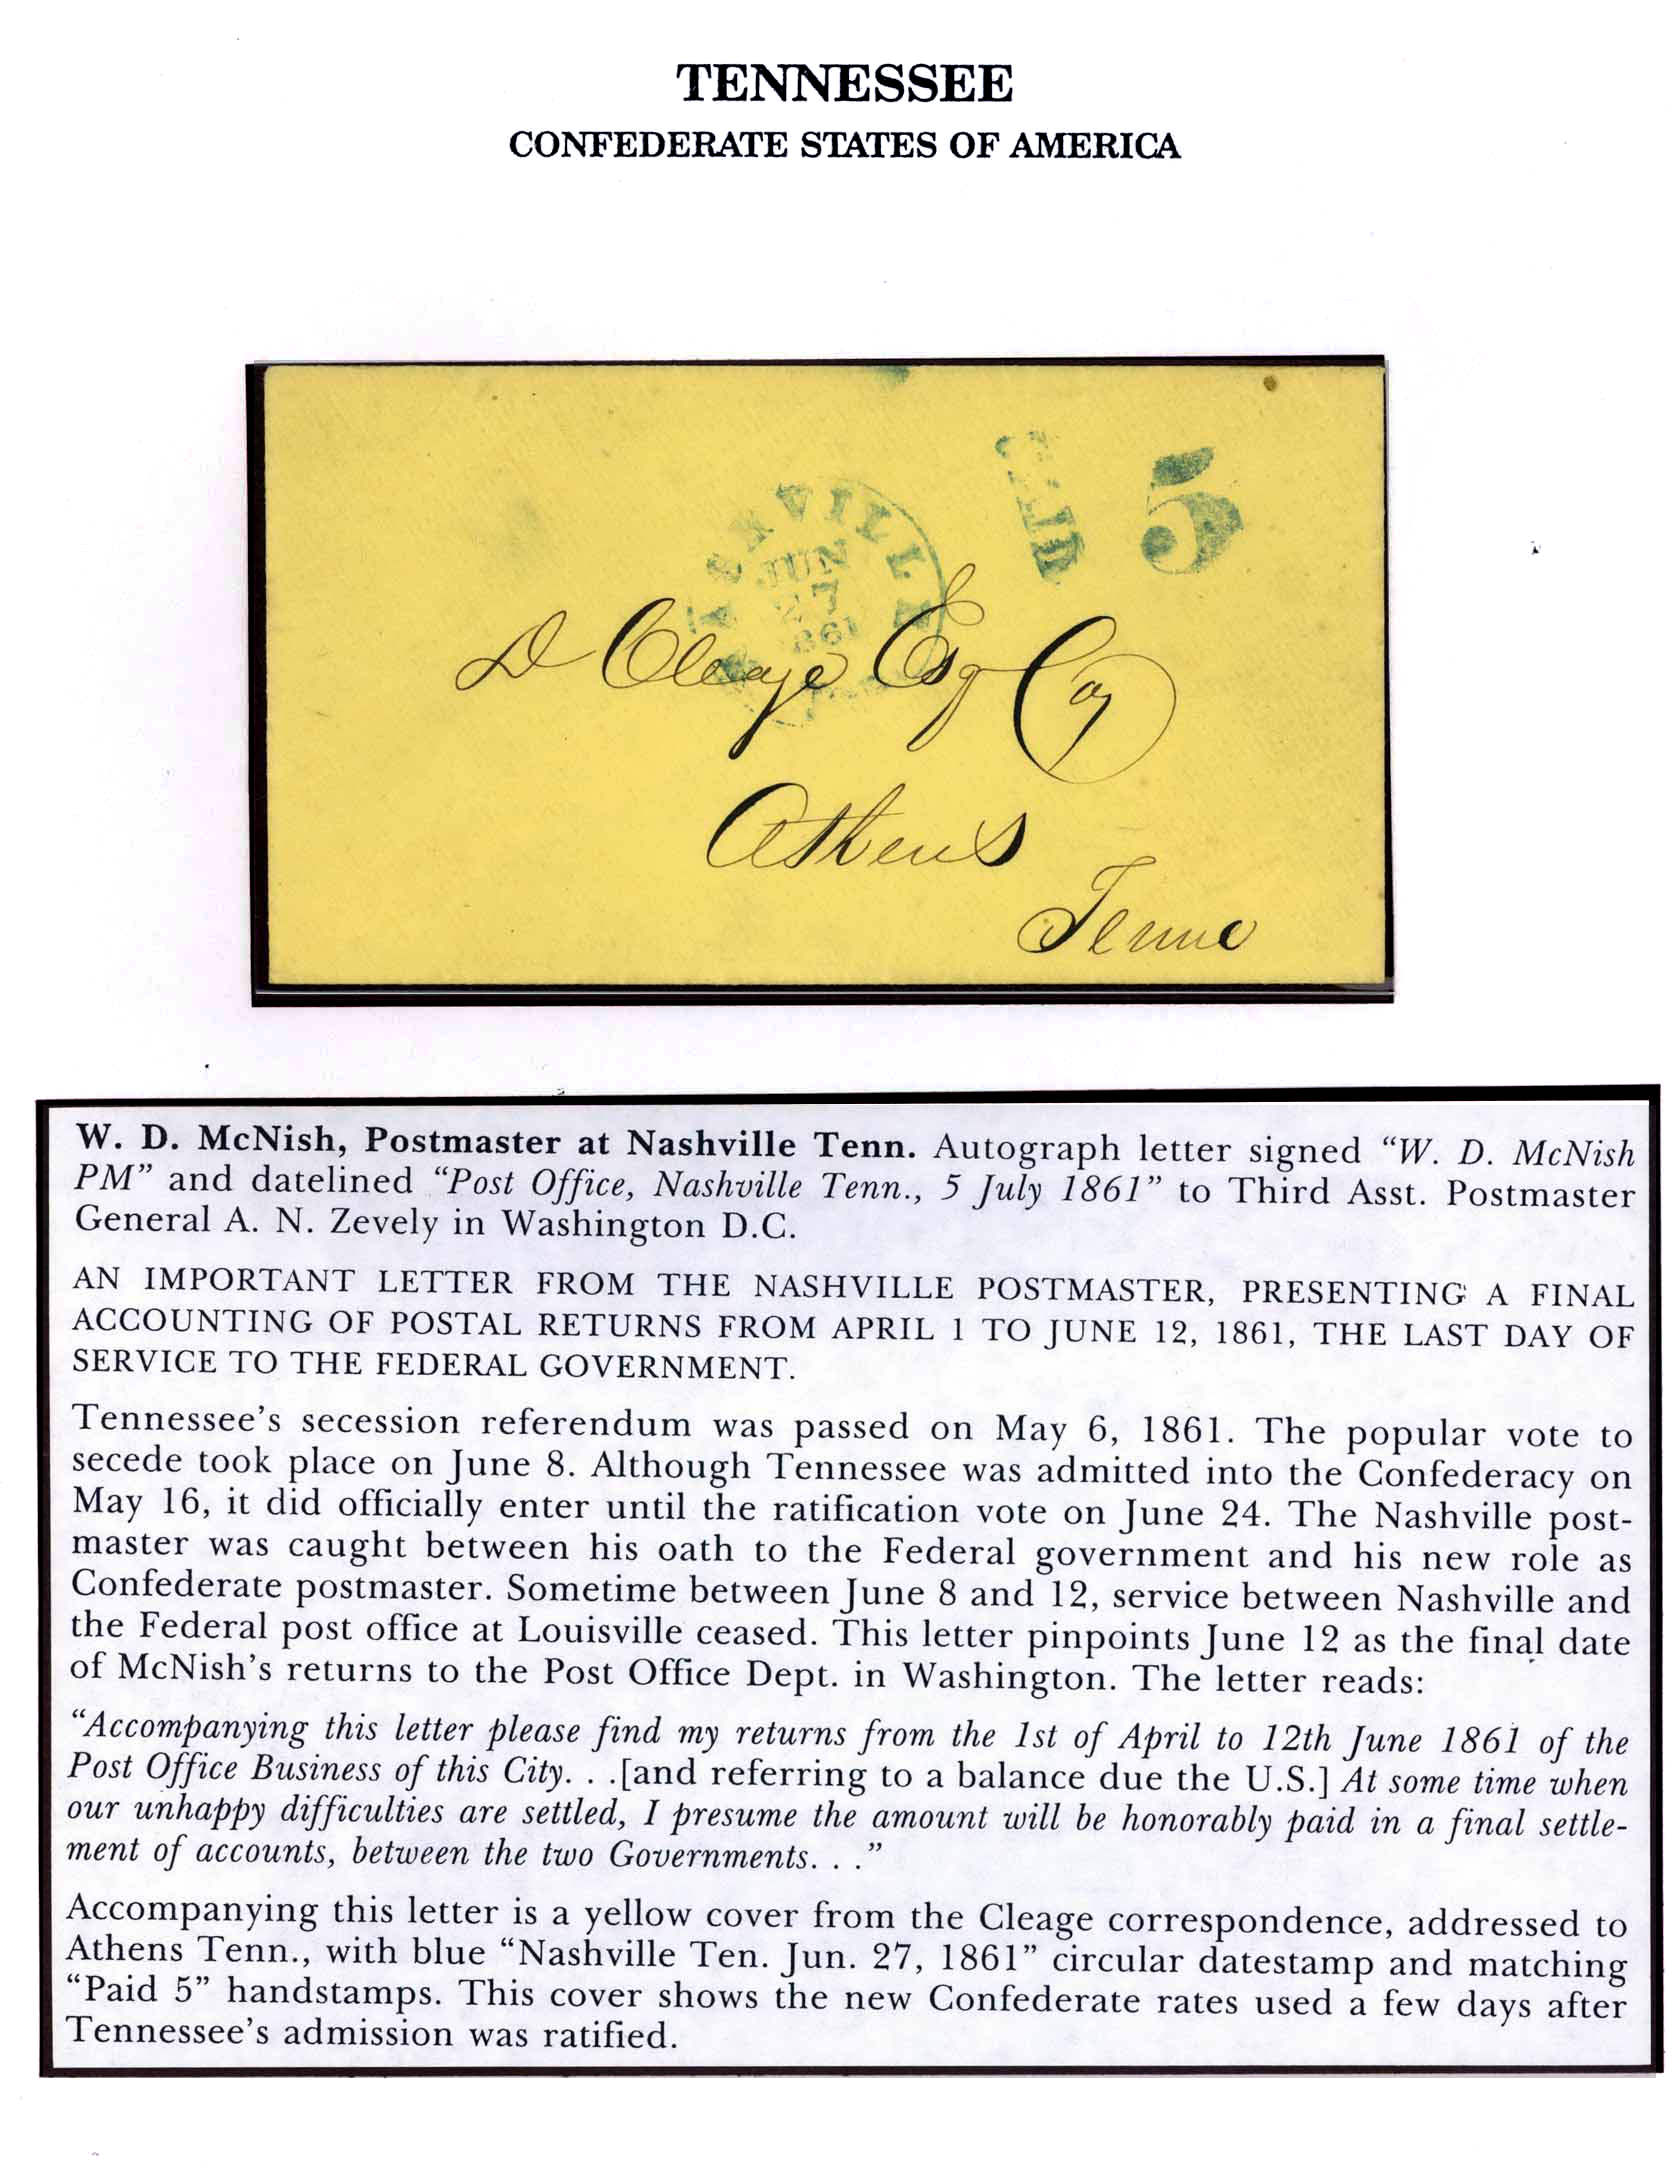 TENNESSEE
CONFEDERATE STATES OF AMERICA
PAID 5
NASHVILLE
JUN
27
1861
D Cleage Esq
Athens
Tenne
W. D. McNish, Postmaster at Nashville Tenn. Autograph letter signed “W. D. McNish
PM” and datelined “Post Office, Nashville Tenn., 5 July 1861” to Third Asst. Postmaster
General A. N. Zevely in Washington D.C.
AN IMPORTANT LETTER FROM THE NASHVILLE POSTMASTER, PRESENTING A FINAL
ACCOUNTING OF POSTAL RETURNS FROM APRIL 1 TO JUNE 12, 1861, THE LAST DAY OF
SERVICE TO THE FEDERAL GOVERNMENT.
Tennessee’s secession referendum was passed on May 6, 1861. The popular vote to
secede took place on June 8. Although Tennessee was admitted into the Confederacy on
May 16, it did officially enter until the ratification vote on June 24. The Nashville post-
master was caught between his oath to the Federal government and his new role as
Confederate postmaster. Sometime between June 8 and 12, service between Nashville and
the Federal post office at Louisville ceased. This letter pinpoints June 12 as the final date
of McNish’s returns to the Post Office Dept. in Washington. The letter reads:
“Accompanying this letter please find my returns from the 1st of April to 12th June 1861 of the
Post Office Business of this City. . .[and referring to a balance due the U.S.] At some time when
our unhappy difficulties are settled, I presume the amount will be honorably paid in a final settle-
ment of accounts, between the two Governments. . .”
Accompanying this letter is a yellow cover from the Cleage correspondence, addressed to
Athens Tenn., with blue “Nashville Ten. Jun. 27, 1861” circular datestamp and matching
“Paid 5” handstamps. This cover shows the new Confederate rates used a few days after
Tennessee’s admission was ratified.